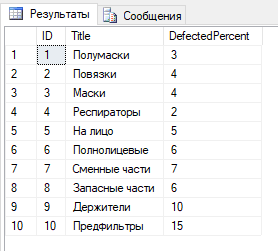 Результаты Сообщения
ID Title DefectedPercent
1 1 Полумаски 3
2 2 Повязки 4
3 3 Маски 4
4 4 Респираторы 2
5 5 На лицо 5
6 6 Полнолицевые 6
7 7 Сменные части 7
8 8 Запасные части 6
9 9 Держители 10
10 10 Предфильтры 15